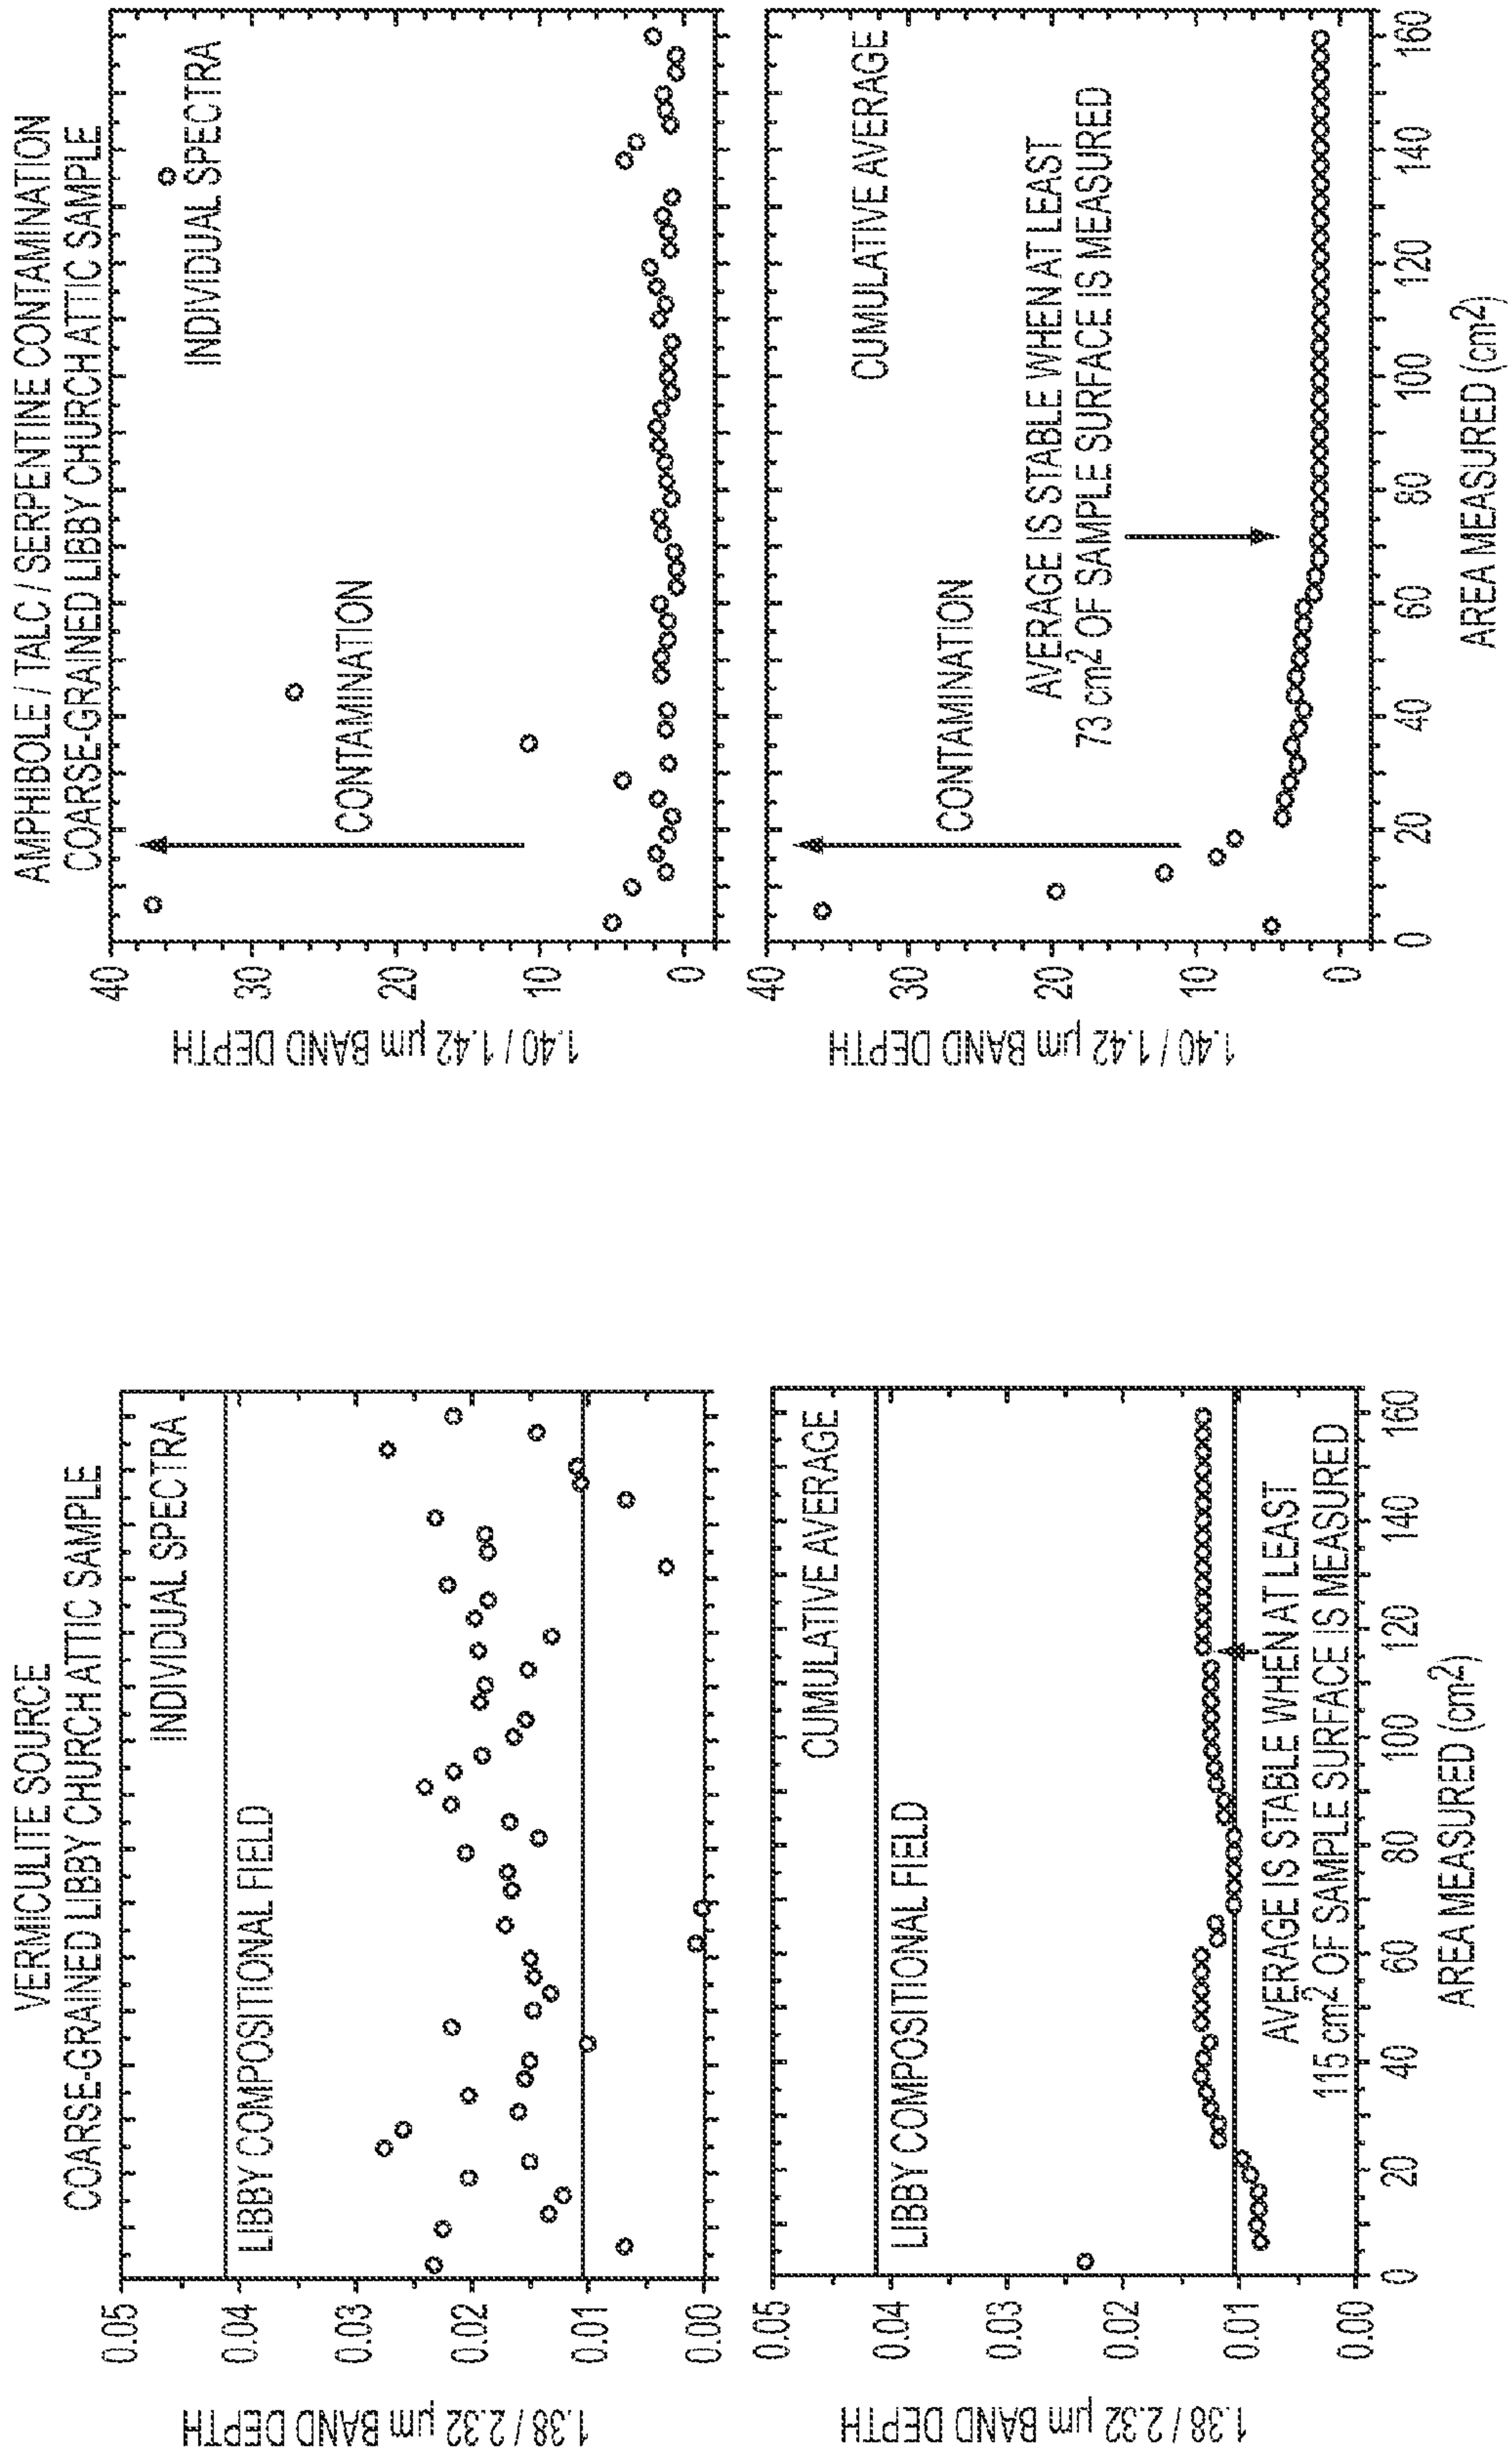 VERMICULITE SOURCE
COARSE-GRAINED LIBBY CHURCH ATTIC SAMPLE
0.05
0.04
0.03
0.02
0.01
0.00
1.38 / 2.32 µm BAND DEPTH
INDIVIDUAL SPECTRA
LIBBY COMPOSITIONAL FIELD
0.05
0.04
0.03
0.02
0.01
0.00
1.38 / 2.32 µm BAND DEPTH
CUMULATIVE AVERAGE
LIBBY COMPOSITIONAL FIELD
AVERAGE IS STABLE WHEN AT LEAST
115 cm2 OF SAMPLE SURFACE IS MEASURED
0 20 40 60 80 100 120 140 160
AREA MEASURED (cm2)
AMPHIBOLE / TALC / SERPENTINE CONTAMINATION
COARSE-GRAINED LIBBY CHURCH ATTIC SAMPLE
40
30
20
10
0
1.40 / 1.42 µm BAND DEPTH
INDIVIDUAL SPECTRA
CONTAMINATION
40
30
20
10
0
1.40 / 1.42 µm BAND DEPTH
CUMULATIVE AVERAGE
CONTAMINATION
AVERAGE IS STABLE WHEN AT LEAST
73 cm2 OF SAMPLE SURFACE IS MEASURED
0 20 40 60 80 100 120 140 160
AREA MEASURED (cm2)